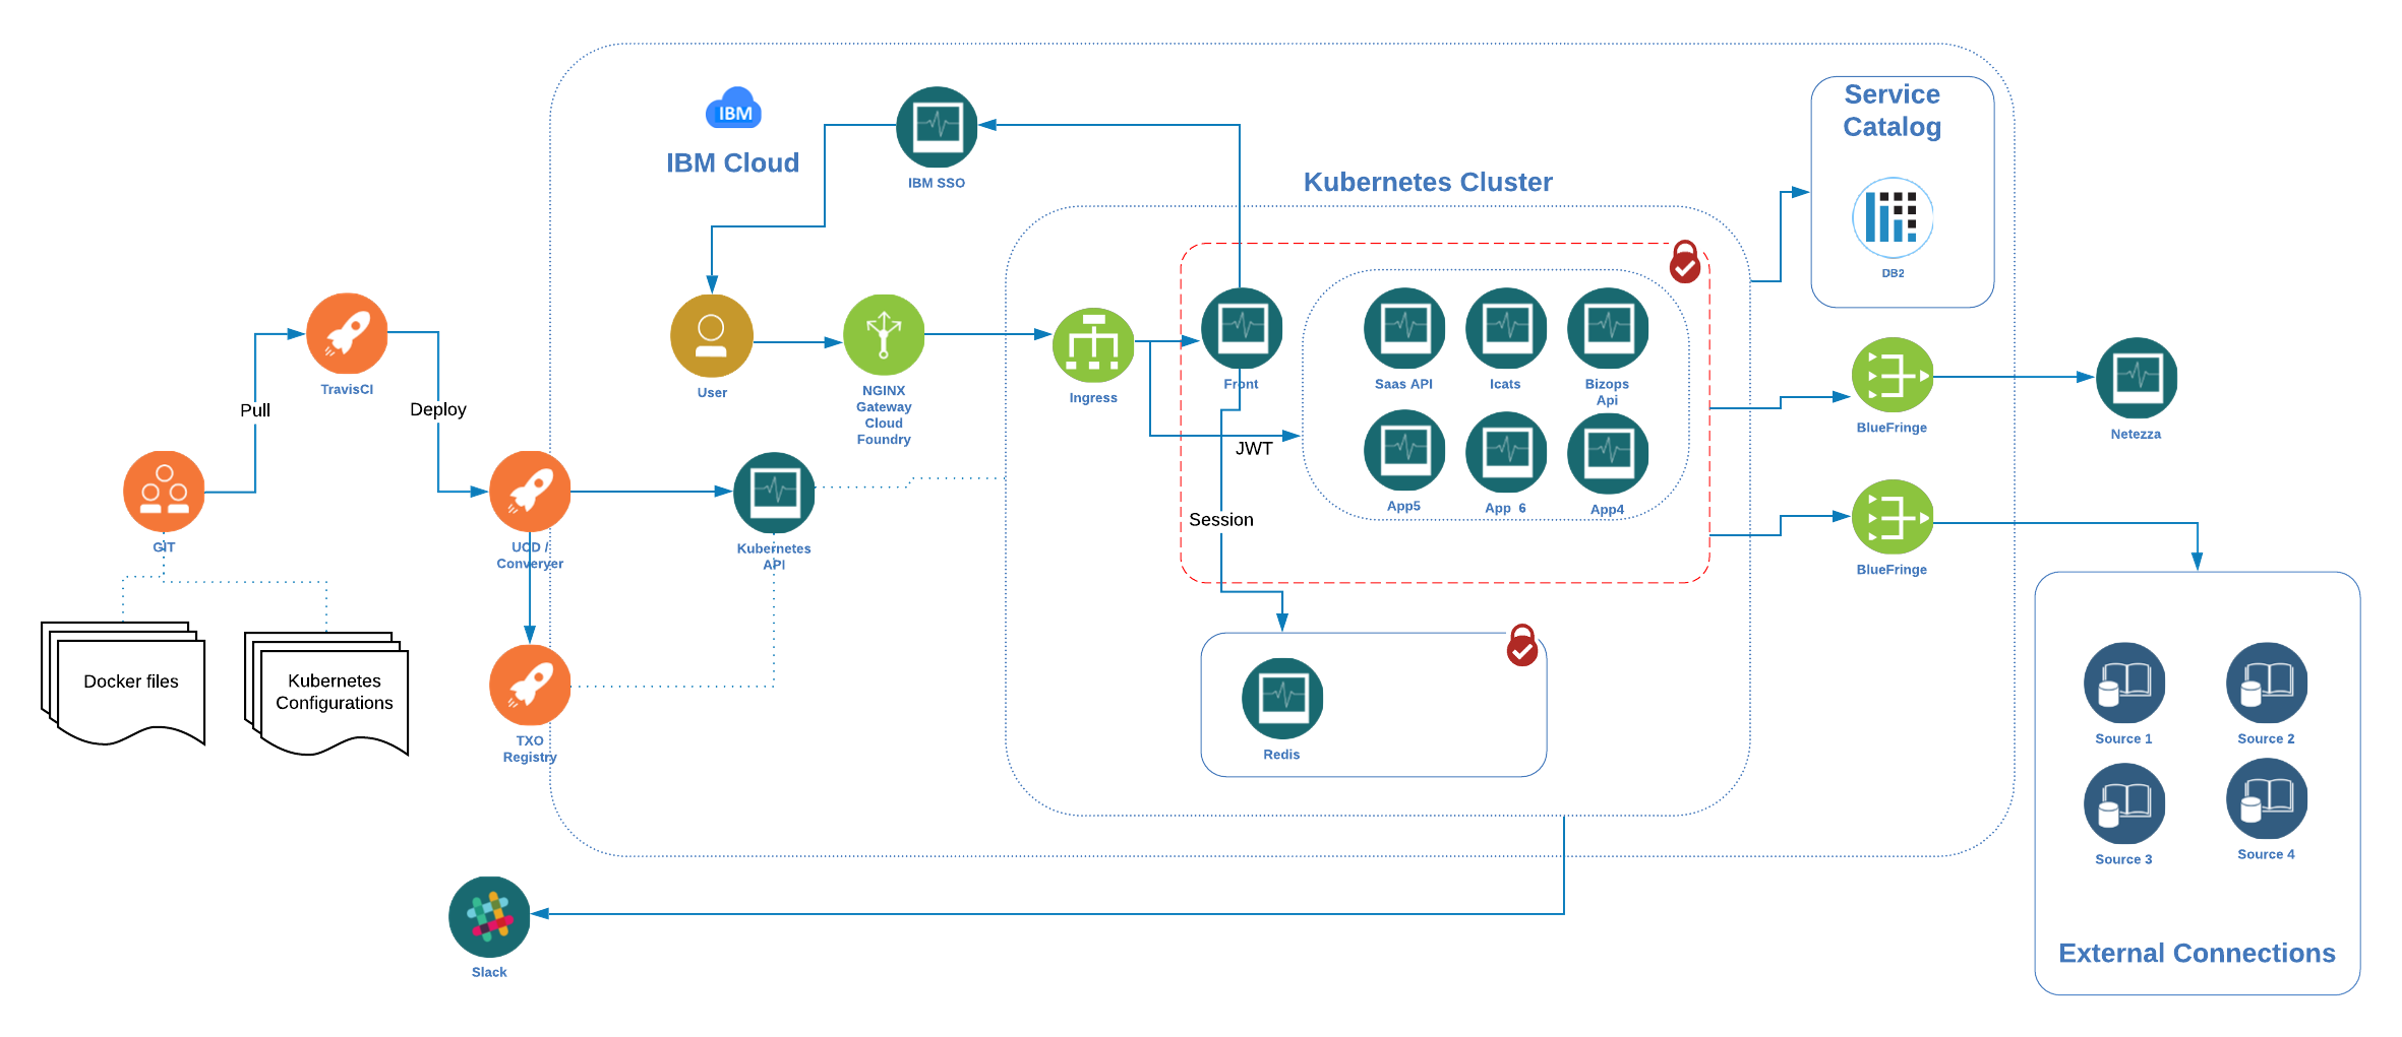 IBM
IBM Cloud
IBM SSO
Service
Catalog
DB2
Kubernetes Cluster
TravisCI
Pull
Deploy
GIT
Docker files
Kubernetes
Configurations
UCD /
Converyer
TXO
Registry
Kubernetes
API
User
NGINX
Gateway
Cloud
Foundry
Ingress
Front
JWT
Session
Saas API
Icats
Bizops
Api
App5
App 6
App4
Redis
BlueFringe
Netezza
BlueFringe
Source 1
Source 2
Source 3
Source 4
External Connections
Slack